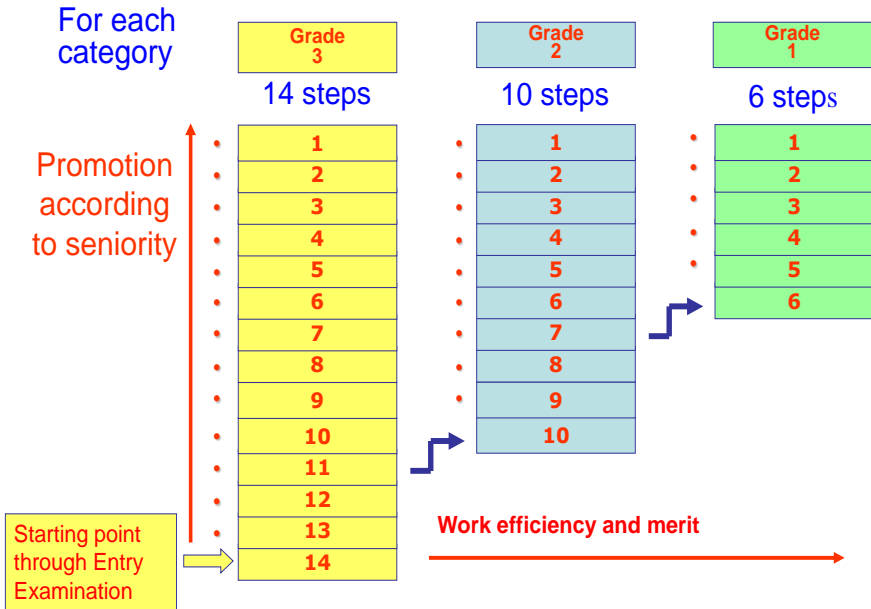 For each
category
Grade
3
Grade
2
Grade
1
14 steps
10 steps
6 steps
Promotion
according
to seniority
1
2
3
4
5
6
7
8
9
10
11
12
13
14
1
2
3
4
5
6
7
8
9
10
1
2
3
4
5
6
Starting point
through Entry
Examination
Work efficiency and merit